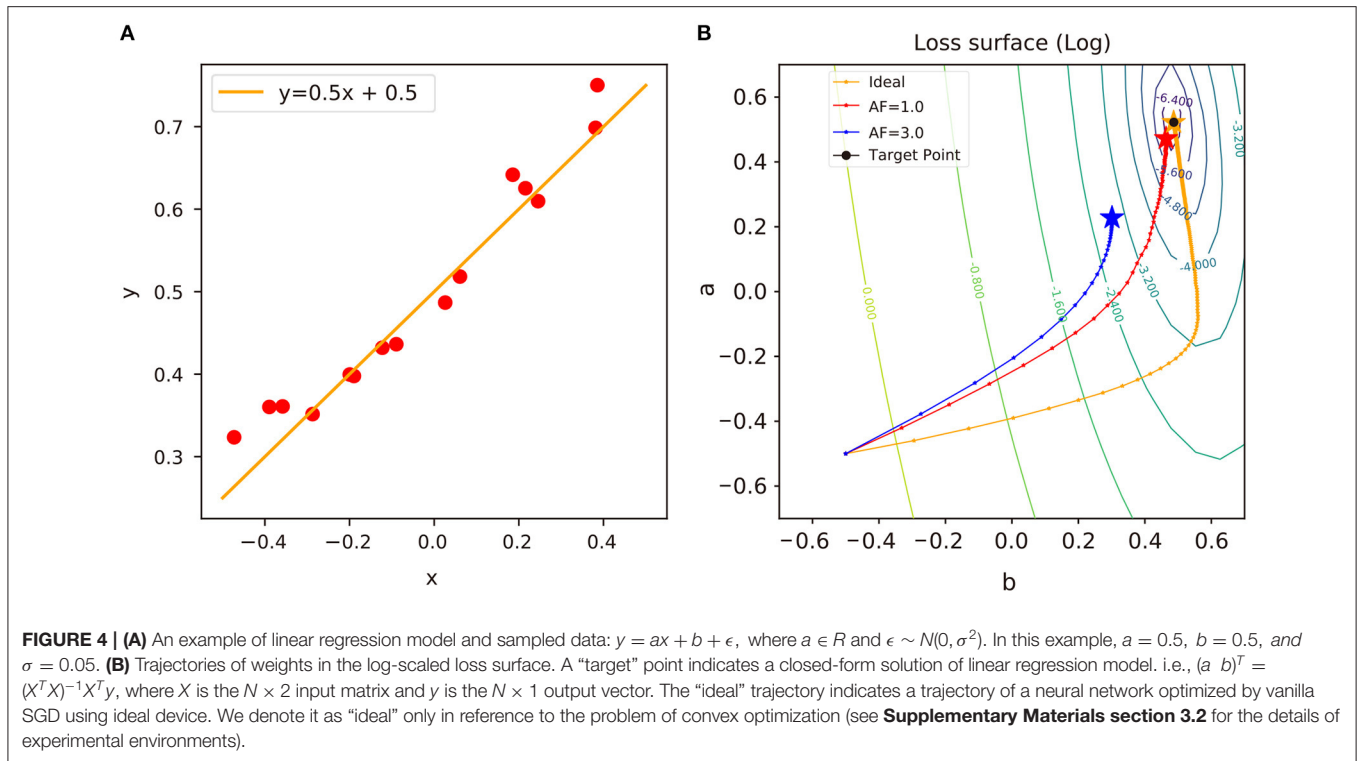 A
B
Loss surface (Log)
y=0.5x + 0.5
0.7
0.6
0.5
0.4
0.3
y
−0.4
−0.2
0.0
0.2
0.4
x
Ideal
AF=1.0
AF=3.0
Target Point
0.6
0.4
0.2
0.0
−0.2
−0.4
−0.6
a
-6.400
-4.800
-4.000
-3.200
-3.200
-2.400
-1.600
-0.800
0.000
−0.6
−0.4
−0.2
0.0
0.2
0.4
0.6
b
FIGURE 4 | (A) An example of linear regression model and sampled data: y = ax + b + ϵ, where a ∈ R and ϵ ∼ N(0, σ²). In this example, a = 0.5, b = 0.5, and
σ = 0.05. (B) Trajectories of weights in the log-scaled loss surface. A “target” point indicates a closed-form solution of linear regression model. i.e., (a b)ᵀ =
(XᵀX)⁻¹Xᵀy, where X is the N × 2 input matrix and y is the N × 1 output vector. The “ideal” trajectory indicates a trajectory of a neural network optimized by vanilla
SGD using ideal device. We denote it as “ideal” only in reference to the problem of convex optimization (see Supplementary Materials section 3.2 for the details of
experimental environments).